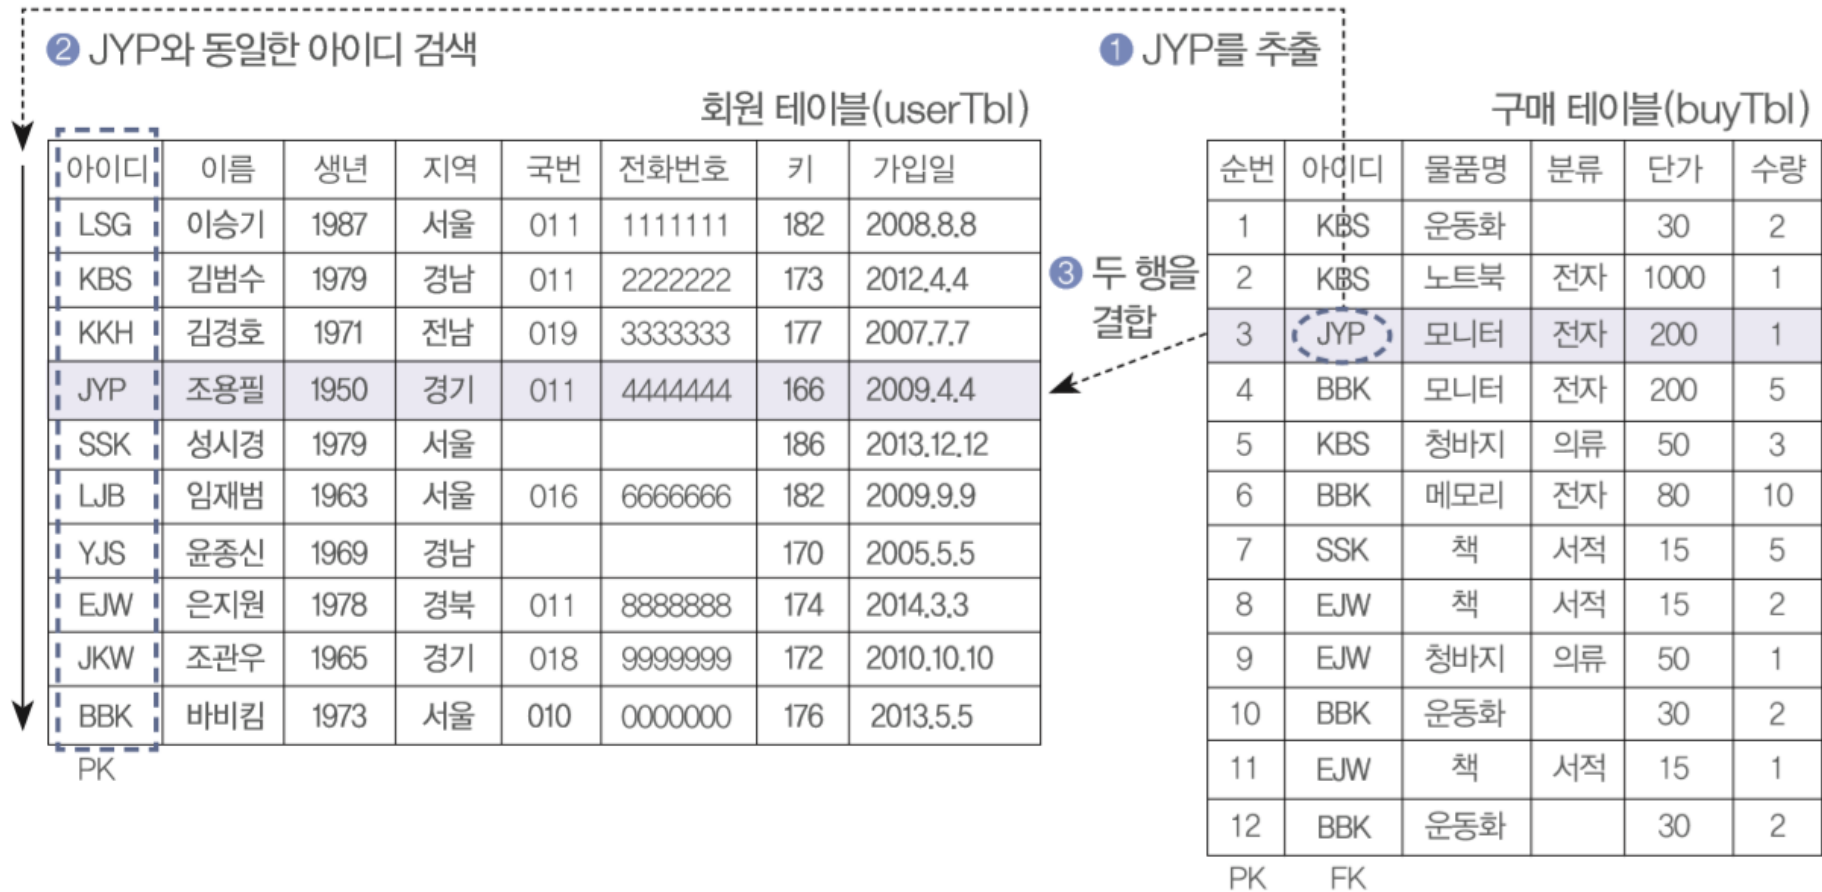 ② JYP와 동일한 아이디 검색
① JYP를 추출
회원 테이블(userTbl)
아이디 이름 생년 지역 국번 전화번호 키 가입일
LSG 이승기 1987 서울 011 1111111 182 2008.8.8
KBS 김범수 1979 경남 011 2222222 173 2012.4.4
KKH 김경호 1971 전남 019 3333333 177 2007.7.7
JYP 조용필 1950 경기 011 4444444 166 2009.4.4
SSK 성시경 1979 서울 186 2013.12.12
LJB 임재범 1963 서울 016 6666666 182 2009.9.9
YJS 윤종신 1969 경남 170 2005.5.5
EJW 은지원 1978 경북 011 8888888 174 2014.3.3
JKW 조관우 1965 경기 018 9999999 172 2010.10.10
BBK 바비킴 1973 서울 010 0000000 176 2013.5.5
PK
③ 두 행을
결합
구매 테이블(buyTbl)
순번 아이디 물품명 분류 단가 수량
1 KBS 운동화 30 2
2 KBS 노트북 전자 1000 1
3 JYP 모니터 전자 200 1
4 BBK 모니터 전자 200 5
5 KBS 청바지 의류 50 3
6 BBK 메모리 전자 80 10
7 SSK 책 서적 15 5
8 EJW 책 서적 15 2
9 EJW 청바지 의류 50 1
10 BBK 운동화 30 2
11 EJW 책 서적 15 1
12 BBK 운동화 30 2
PK FK